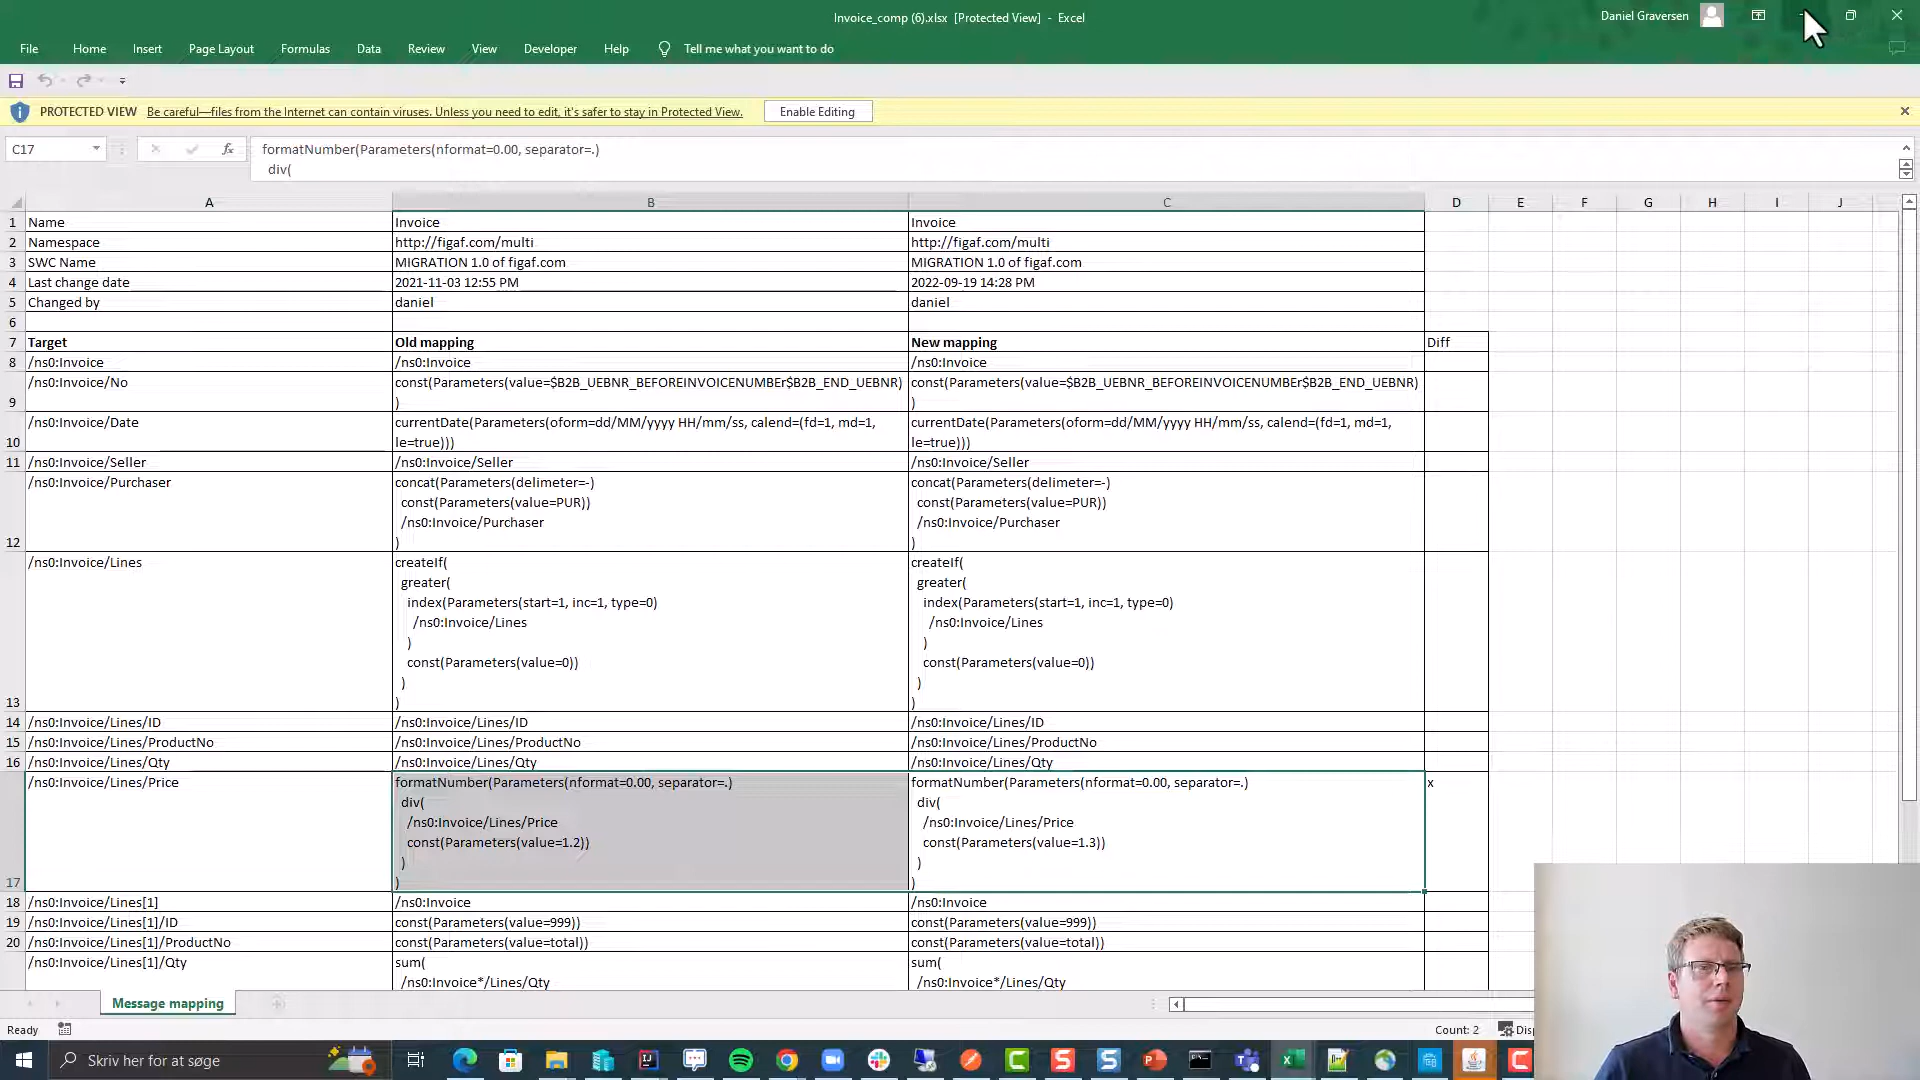 Invoice_comp (6).xlsx [Protected View] - Excel
Daniel Graversen
File Home Insert Page Layout Formulas Data Review View Developer Help Tell me what you want to do
PROTECTED VIEW Be careful—files from the Internet can contain viruses. Unless you need to edit, it's safer to stay in Protected View. Enable Editing
C17 fx formatNumber(Parameters(nformat=0.00, separator=.)
div(
A B C D E F G H I J
1 Name Invoice Invoice
2 Namespace http://figaf.com/multi http://figaf.com/multi
3 SWC Name MIGRATION 1.0 of figaf.com MIGRATION 1.0 of figaf.com
4 Last change date 2021-11-03 12:55 PM 2022-09-19 14:28 PM
5 Changed by daniel daniel
6
7 Target Old mapping New mapping Diff
8 /ns0:Invoice /ns0:Invoice /ns0:Invoice
/ns0:Invoice/No const(Parameters(value=$B2B_UEBNR_BEFOREINVOICENUMBEr$B2B_END_UEBNR) const(Parameters(value=$B2B_UEBNR_BEFOREINVOICENUMBEr$B2B_END_UEBNR)
9 ) )
/ns0:Invoice/Date currentDate(Parameters(oform=dd/MM/yyyy HH/mm/ss, calend=(fd=1, md=1, currentDate(Parameters(oform=dd/MM/yyyy HH/mm/ss, calend=(fd=1, md=1,
10 le=true))) le=true)))
11 /ns0:Invoice/Seller /ns0:Invoice/Seller /ns0:Invoice/Seller
/ns0:Invoice/Purchaser concat(Parameters(delimeter=-) concat(Parameters(delimeter=-)
const(Parameters(value=PUR)) const(Parameters(value=PUR))
/ns0:Invoice/Purchaser /ns0:Invoice/Purchaser
12 ) )
/ns0:Invoice/Lines createIf( createIf(
greater( greater(
index(Parameters(start=1, inc=1, type=0) index(Parameters(start=1, inc=1, type=0)
/ns0:Invoice/Lines /ns0:Invoice/Lines
) )
const(Parameters(value=0)) const(Parameters(value=0))
) )
13 ) )
14 /ns0:Invoice/Lines/ID /ns0:Invoice/Lines/ID /ns0:Invoice/Lines/ID
15 /ns0:Invoice/Lines/ProductNo /ns0:Invoice/Lines/ProductNo /ns0:Invoice/Lines/ProductNo
16 /ns0:Invoice/Lines/Qty /ns0:Invoice/Lines/Qty /ns0:Invoice/Lines/Qty
/ns0:Invoice/Lines/Price formatNumber(Parameters(nformat=0.00, separator=.) formatNumber(Parameters(nformat=0.00, separator=.) x
div( div(
/ns0:Invoice/Lines/Price /ns0:Invoice/Lines/Price
const(Parameters(value=1.2)) const(Parameters(value=1.3))
) )
17 ) )
18 /ns0:Invoice/Lines[1] /ns0:Invoice /ns0:Invoice
19 /ns0:Invoice/Lines[1]/ID const(Parameters(value=999)) const(Parameters(value=999))
20 /ns0:Invoice/Lines[1]/ProductNo const(Parameters(value=total)) const(Parameters(value=total))
/ns0:Invoice/Lines[1]/Qty sum( sum(
/ns0:Invoice*/Lines/Qty /ns0:Invoice*/Lines/Qty
Message mapping
Ready Count: 2 Disp
Skriv her for at søge